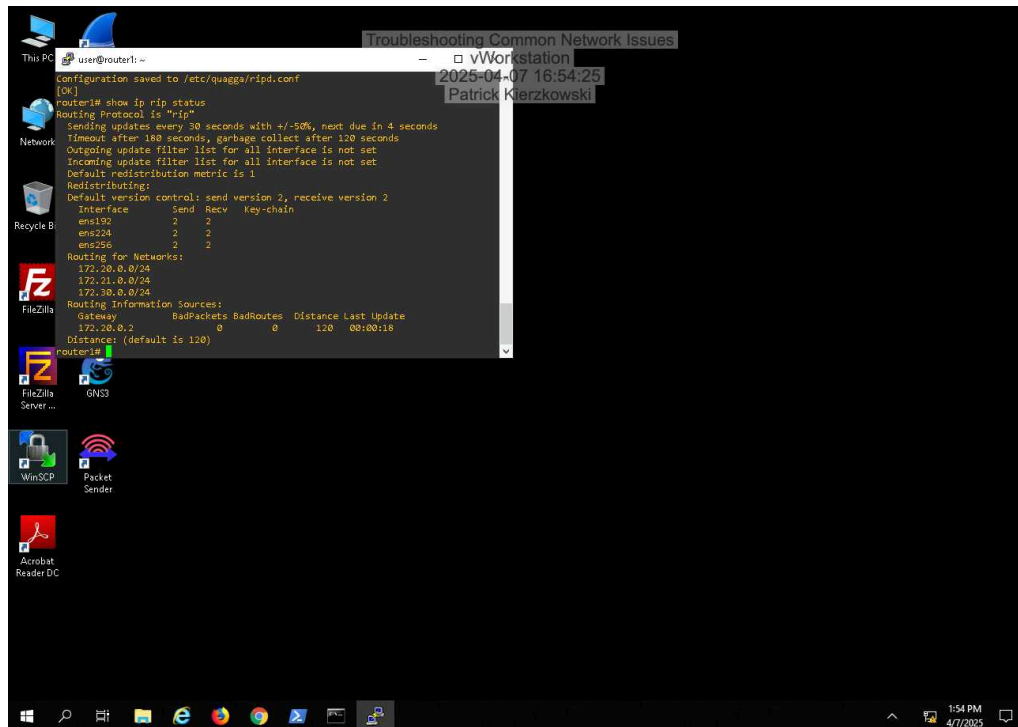 Troubleshooting Common Network Issues
vWorkstation
2025-04-07 16:54:25
Patrick Kierzkowski
This PC
user@router1: ~
Configuration saved to /etc/quagga/ripd.conf
[OK]
router1# show ip rip status
Routing Protocol is "rip"
Sending updates every 30 seconds with +/-50%, next due in 4 seconds
Timeout after 180 seconds, garbage collect after 120 seconds
Outgoing update filter list for all interface is not set
Incoming update filter list for all interface is not set
Default redistribution metric is 1
Redistributing:
Default version control: send version 2, receive version 2
Interface Send Recv Key-chain
ens192 2 2
ens224 2 2
ens256 2 2
Routing for Networks:
172.20.0.0/24
172.21.0.0/24
172.30.0.0/24
Routing Information Sources:
Gateway BadPackets BadRoutes Distance Last Update
172.20.0.2 0 0 120 00:00:18
Distance: (default is 120)
router1#
Network
Recycle B
FileZilla
FileZilla
Server ...
GNS3
WinSCP
Packet
Sender
Acrobat
Reader DC
1:54 PM
4/7/2025